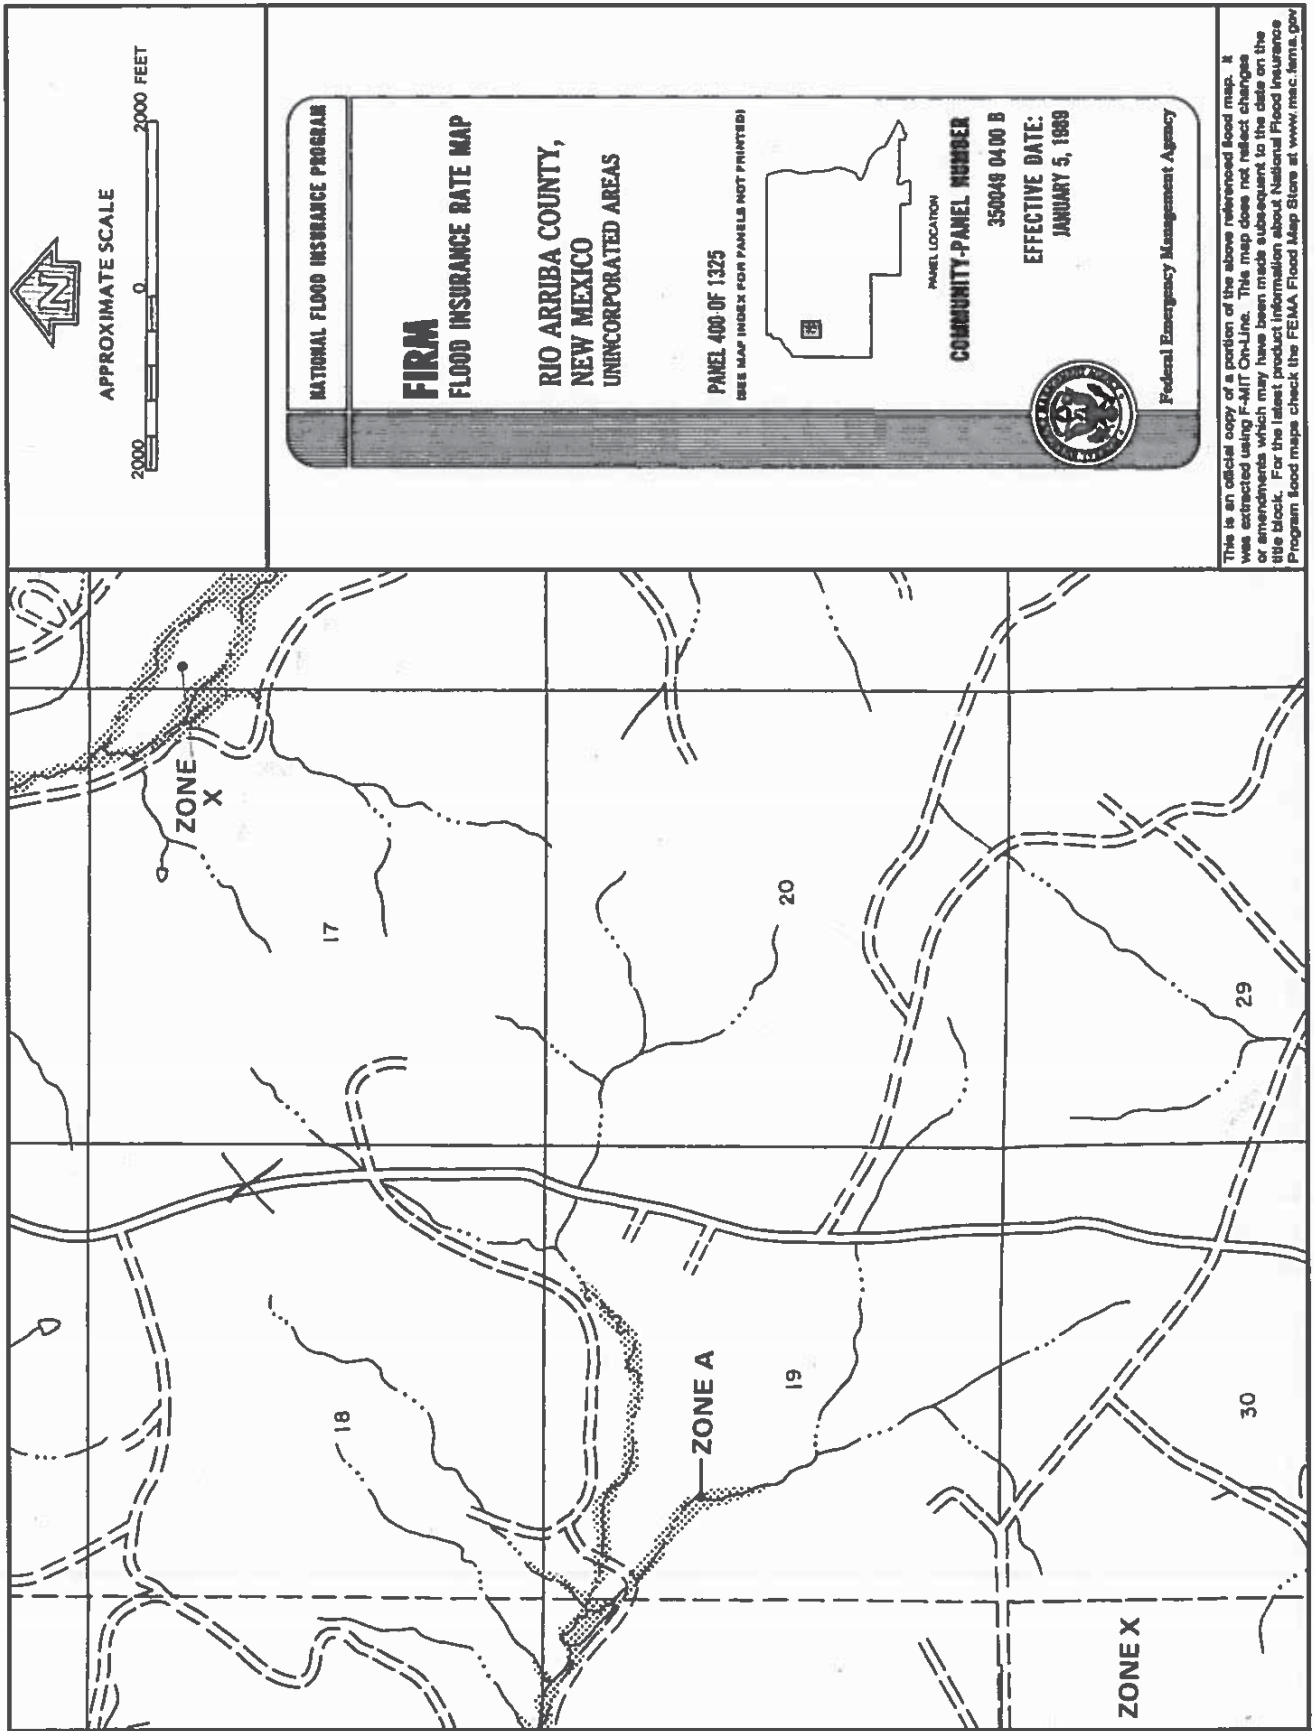 APPROXIMATE SCALE
2000 0 2000 FEET
N
NATIONAL FLOOD INSURANCE PROGRAM
FIRM
FLOOD INSURANCE RATE MAP
RIO ARRIBA COUNTY,
NEW MEXICO
UNINCORPORATED AREAS
PANEL 400 OF 1325
(SEE MAP INDEX FOR PANELS NOT PRINTED)
PANEL LOCATION
COMMUNITY-PANEL NUMBER
350049 0400 B
EFFECTIVE DATE:
JANUARY 5, 1989
Federal Emergency Management Agency
This is an official copy of a portion of the above referenced flood map. It
was extracted using F-MIT On-Line. This map does not reflect changes
or amendments which may have been made subsequent to the date on the
title block. For the latest product information about National Flood Insurance
Program flood maps check the FEMA Flood Map Store at www.msc.fema.gov
ZONE
X
17
20
29
18
19
ZONE A
30
ZONE X